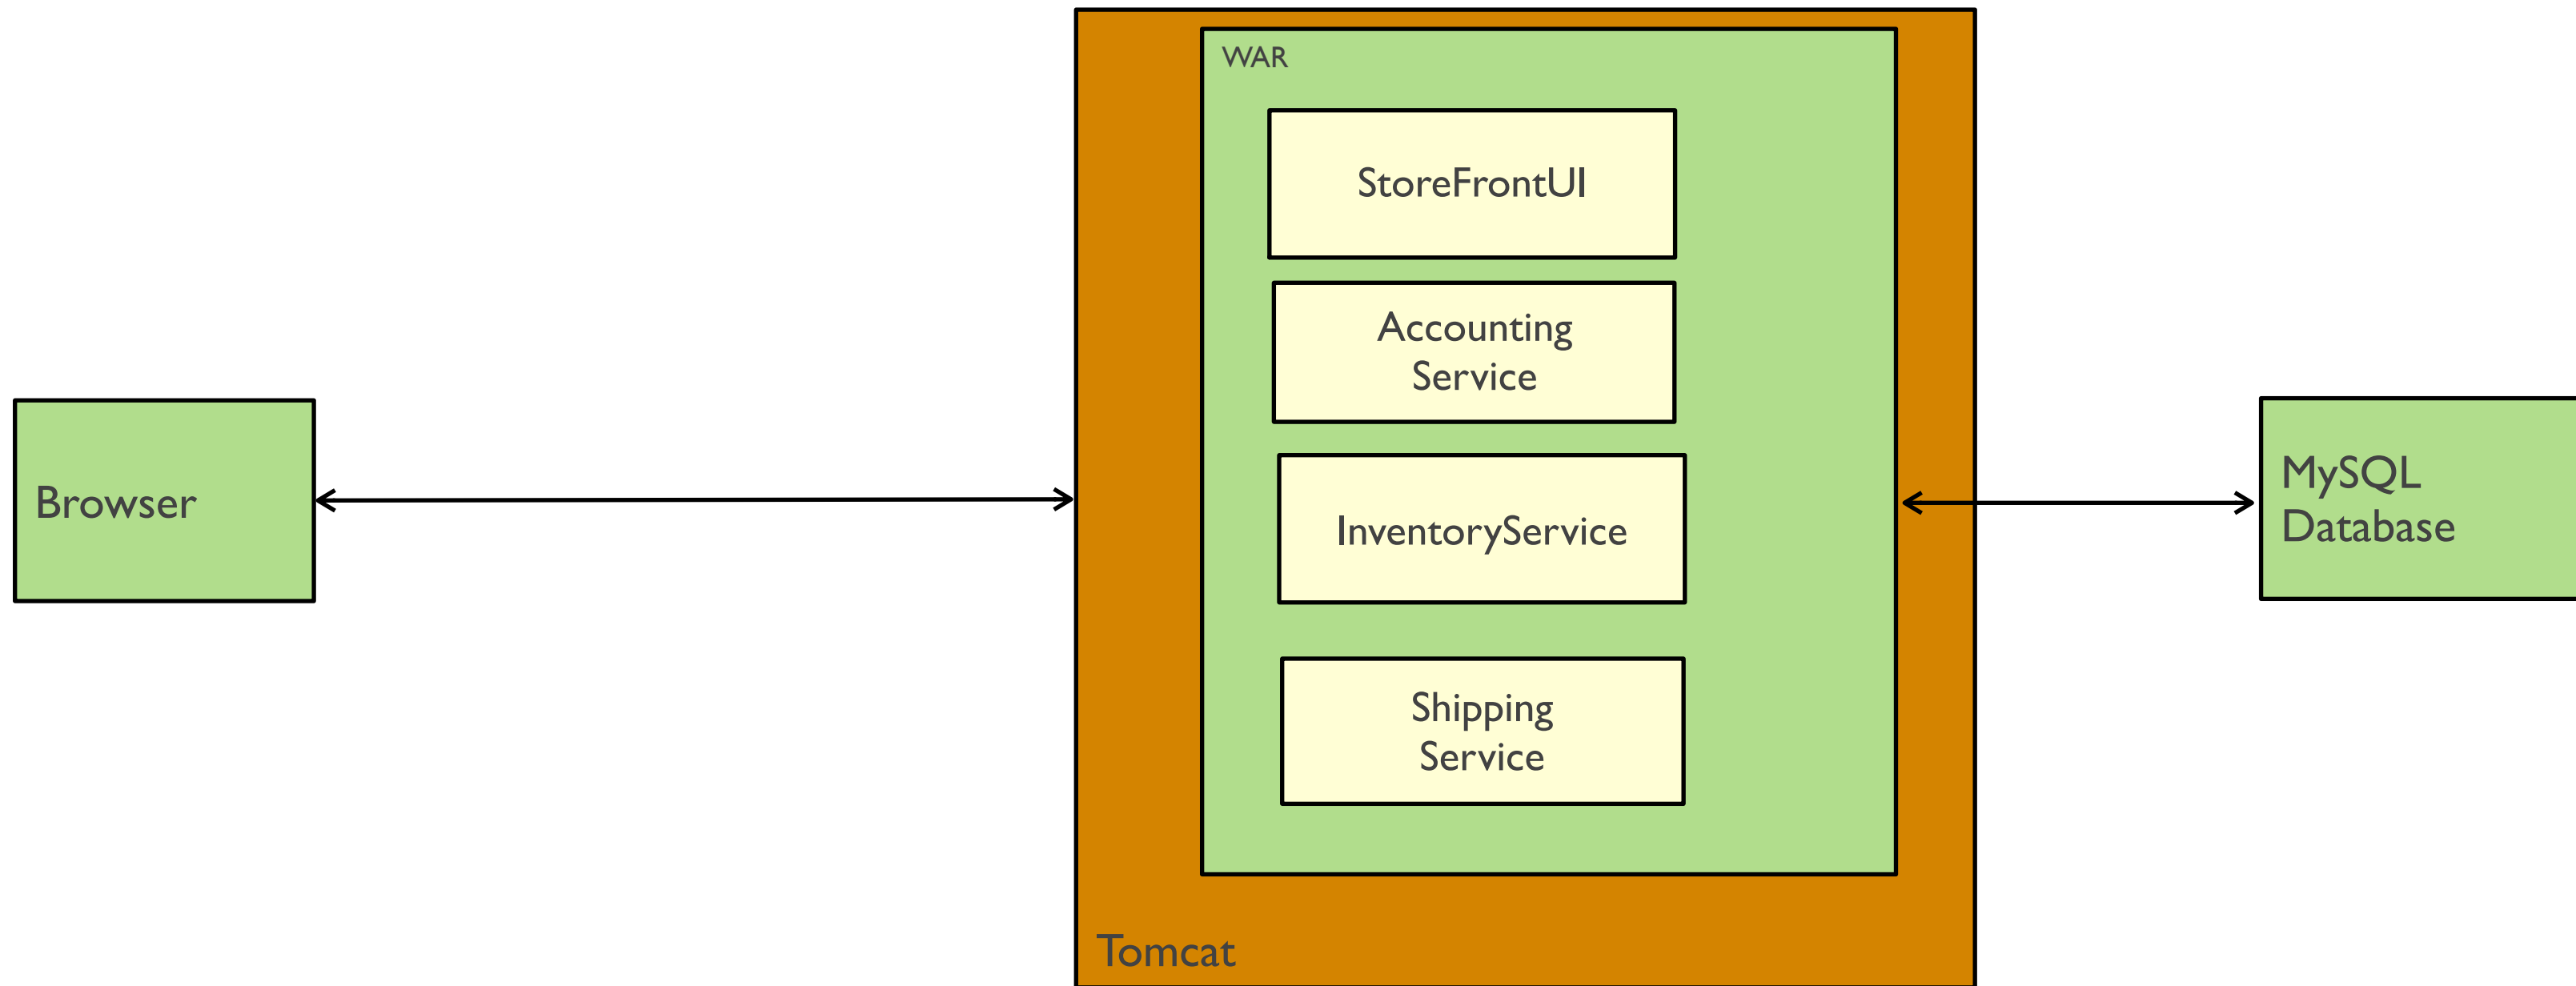 WAR
StoreFrontUI
Accounting
Service
Browser
InventoryService
MySQL
Database
Shipping
Service
Tomcat